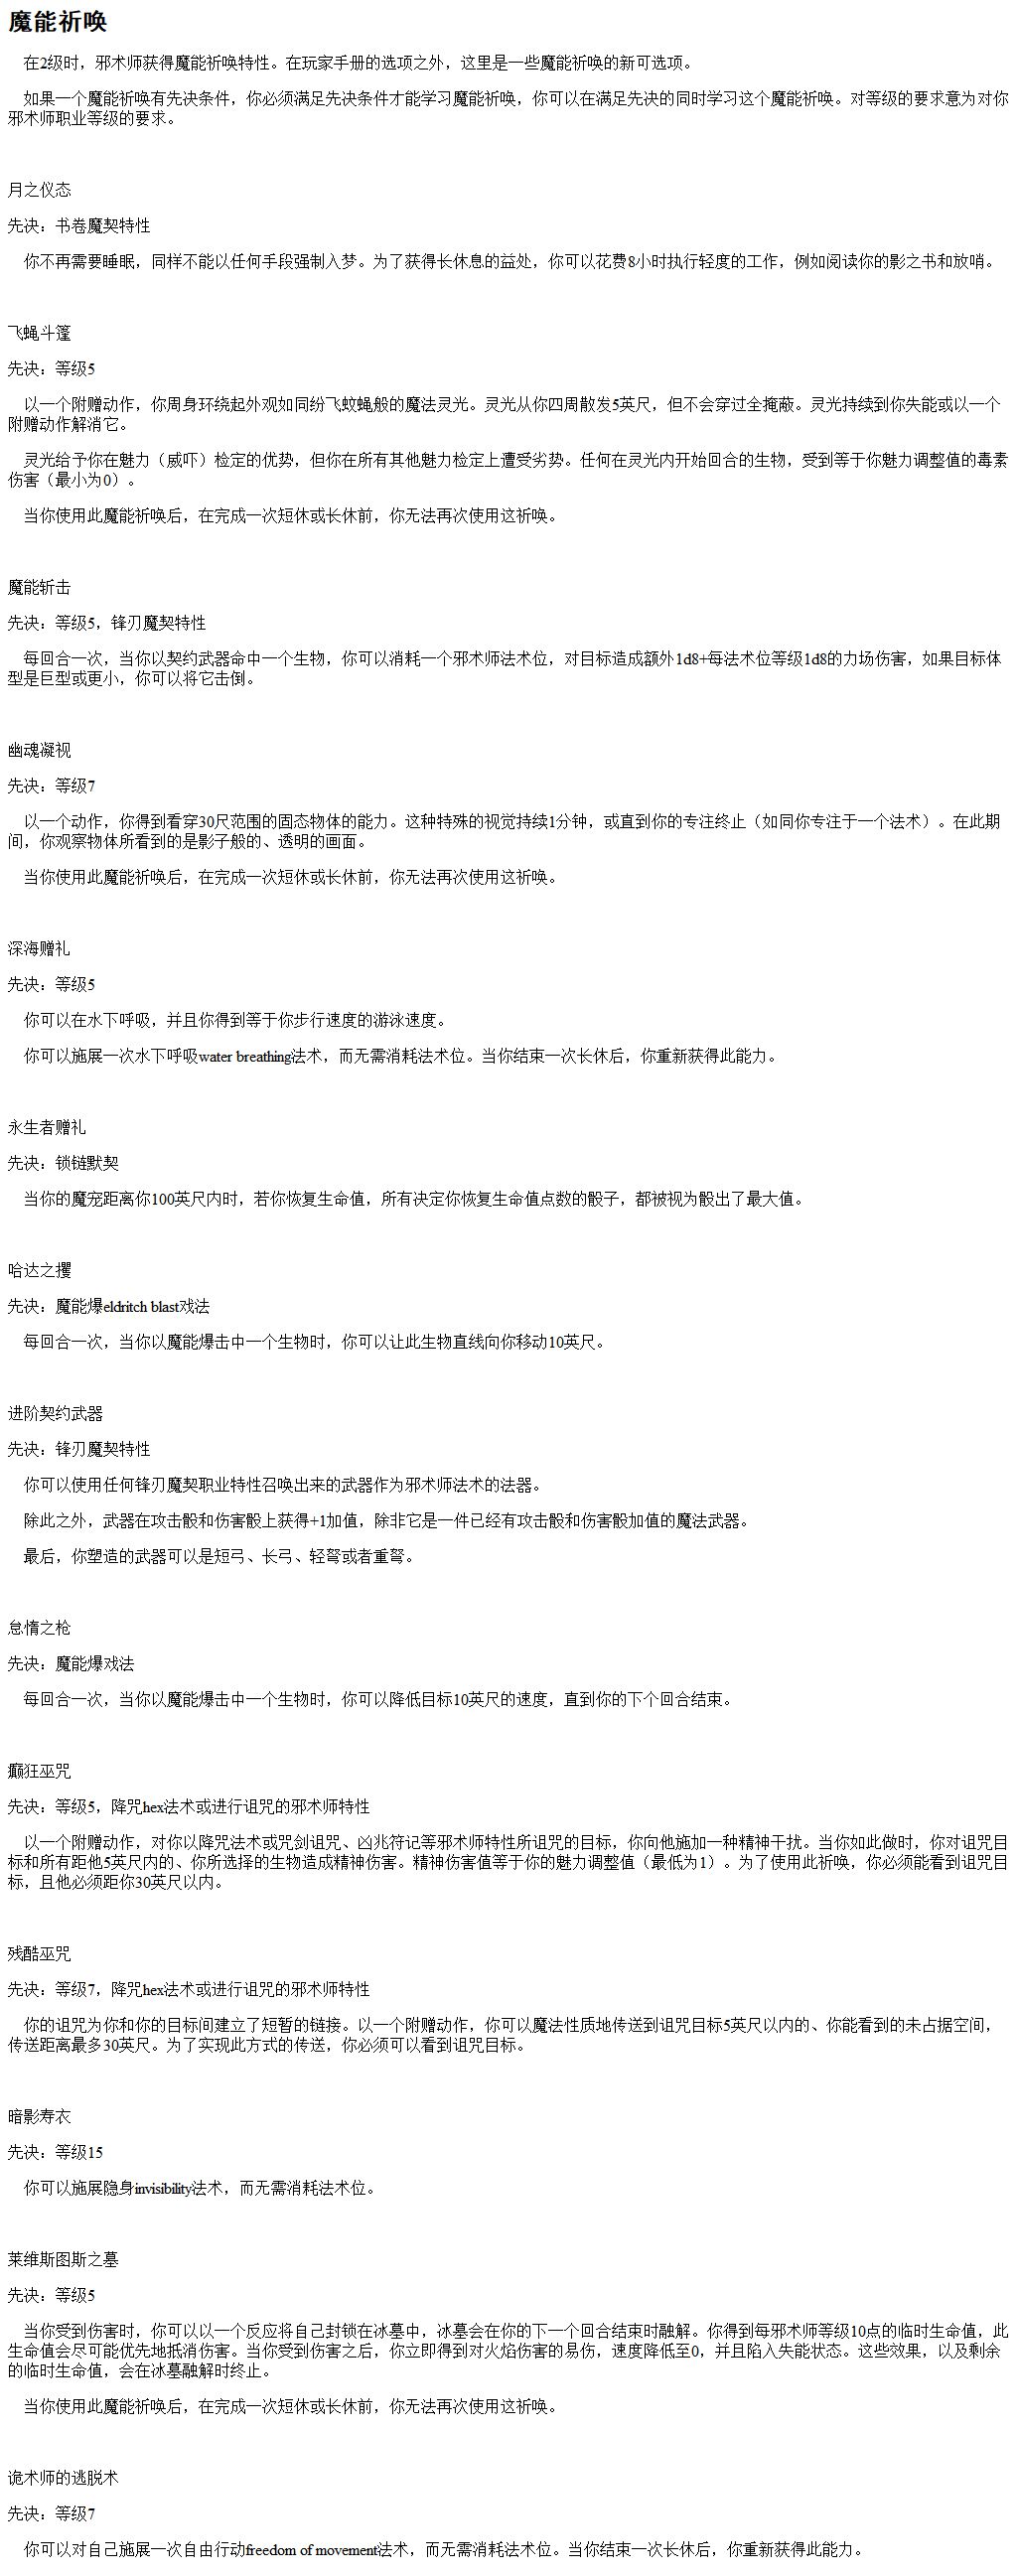 魔能祈唤
在2级时，邪术师获得魔能祈唤特性。在玩家手册的选项之外，这里是一些魔能祈唤的新可选项。
如果一个魔能祈唤有先决条件，你必须满足先决条件才能学习魔能祈唤，你可以在满足先决的同时学习这个魔能祈唤。对等级的要求意为对你
邪术师职业等级的要求。
月之仪态
先决：书卷魔契特性
你不再需要睡眠，同样不能以任何手段强制入梦。为了获得长休息的益处，你可以花费8小时执行轻度的工作，例如阅读你的影之书和放哨。
飞蝇斗篷
先决：等级5
以一个附赠动作，你周身环绕起外观如同纷飞蚊蝇般的魔法灵光。灵光从你四周散发5英尺，但不会穿过全掩蔽。灵光持续到你失能或以一个
附赠动作解消它。
灵光给予你在魅力（威吓）检定的优势，但你在所有其他魅力检定上遭受劣势。任何在灵光内开始回合的生物，受到等于你魅力调整值的毒素
伤害（最小为0）。
当你使用此魔能祈唤后，在完成一次短休或长休前，你无法再次使用这祈唤。
魔能斩击
先决：等级5，锋刃魔契特性
每回合一次，当你以契约武器命中一个生物，你可以消耗一个邪术师法术位，对目标造成额外1d8+每法术位等级1d8的力场伤害，如果目标体
型是巨型或更小，你可以将它击倒。
幽魂凝视
先决：等级7
以一个动作，你得到看穿30尺范围的固态物体的能力。这种特殊的视觉持续1分钟，或直到你的专注终止（如同你专注于一个法术）。在此期
间，你观察物体所看到的是影子般的、透明的画面。
当你使用此魔能祈唤后，在完成一次短休或长休前，你无法再次使用这祈唤。
深海赠礼
先决：等级5
你可以在水下呼吸，并且你得到等于你步行速度的游泳速度。
你可以施展一次水下呼吸water breathing法术，而无需消耗法术位。当你结束一次长休后，你重新获得此能力。
永生者赠礼
先决：锁链默契
当你的魔宠距离你100英尺内时，若你恢复生命值，所有决定你恢复生命值点数的骰子，都被视为骰出了最大值。
哈达之攫
先决：魔能爆eldritch blast戏法
每回合一次，当你以魔能爆击中一个生物时，你可以让此生物直线向你移动10英尺。
进阶契约武器
先决：锋刃魔契特性
你可以使用任何锋刃魔契职业特性召唤出来的武器作为邪术师法术的法器。
除此之外，武器在攻击骰和伤害骰上获得+1加值，除非它是一件已经有攻击骰和伤害骰加值的魔法武器。
最后，你塑造的武器可以是短弓、长弓、轻弩或者重弩。
怠惰之枪
先决：魔能爆戏法
每回合一次，当你以魔能爆击中一个生物时，你可以降低目标10英尺的速度，直到你的下个回合结束。
癫狂巫咒
先决：等级5，降咒hex法术或进行诅咒的邪术师特性
以一个附赠动作，对你以降咒法术或咒剑诅咒、凶兆符记等邪术师特性所诅咒的目标，你向他施加一种精神干扰。当你如此做时，你对诅咒目
标和所有距他5英尺内的、你所选择的生物造成精神伤害。精神伤害值等于你的魅力调整值（最低为1）。为了使用此祈唤，你必须能看到诅咒目
标，且他必须距你30英尺以内。
残酷巫咒
先决：等级7，降咒hex法术或进行诅咒的邪术师特性
你的诅咒为你和你的目标间建立了短暂的链接。以一个附赠动作，你可以魔法性质地传送到诅咒目标5英尺以内的、你能看到的未占据空间，
传送距离最多30英尺。为了实现此方式的传送，你必须可以看到诅咒目标。
暗影寿衣
先决：等级15
你可以施展隐身invisibility法术，而无需消耗法术位。
莱维斯图斯之墓
先决：等级5
当你受到伤害时，你可以以一个反应将自己封锁在冰墓中，冰墓会在你的下一个回合结束时融解。你得到每邪术师等级10点的临时生命值，此
生命值会尽可能优先地抵消伤害。当你受到伤害之后，你立即得到对火焰伤害的易伤，速度降低至0，并且陷入失能状态。这些效果，以及剩余
的临时生命值，会在冰墓融解时终止。
当你使用此魔能祈唤后，在完成一次短休或长休前，你无法再次使用这祈唤。
诡术师的逃脱术
先决：等级7
你可以对自己施展一次自由行动freedom of movement法术，而无需消耗法术位。当你结束一次长休后，你重新获得此能力。